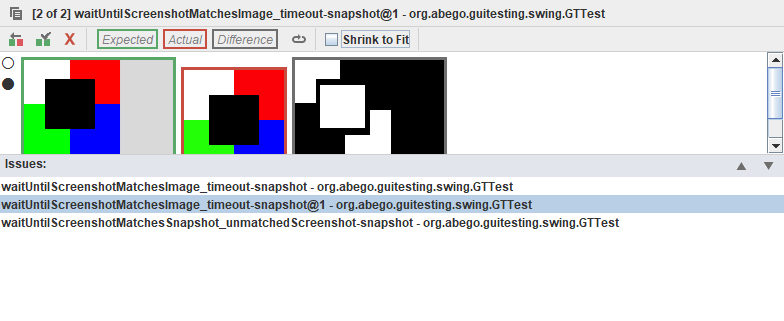 [2 of 2] waitUntilScreenshotMatchesImage_timeout-snapshot@1 - org.abego.guitesting.swing.GTTest
X Expected Actual Difference Shrink to Fit
Issues:
waitUntilScreenshotMatchesImage_timeout-snapshot - org.abego.guitesting.swing.GTTest
waitUntilScreenshotMatchesImage_timeout-snapshot@1 - org.abego.guitesting.swing.GTTest
waitUntilScreenshotMatchesSnapshot_unmatchedScreenshot-snapshot - org.abego.guitesting.swing.GTTest